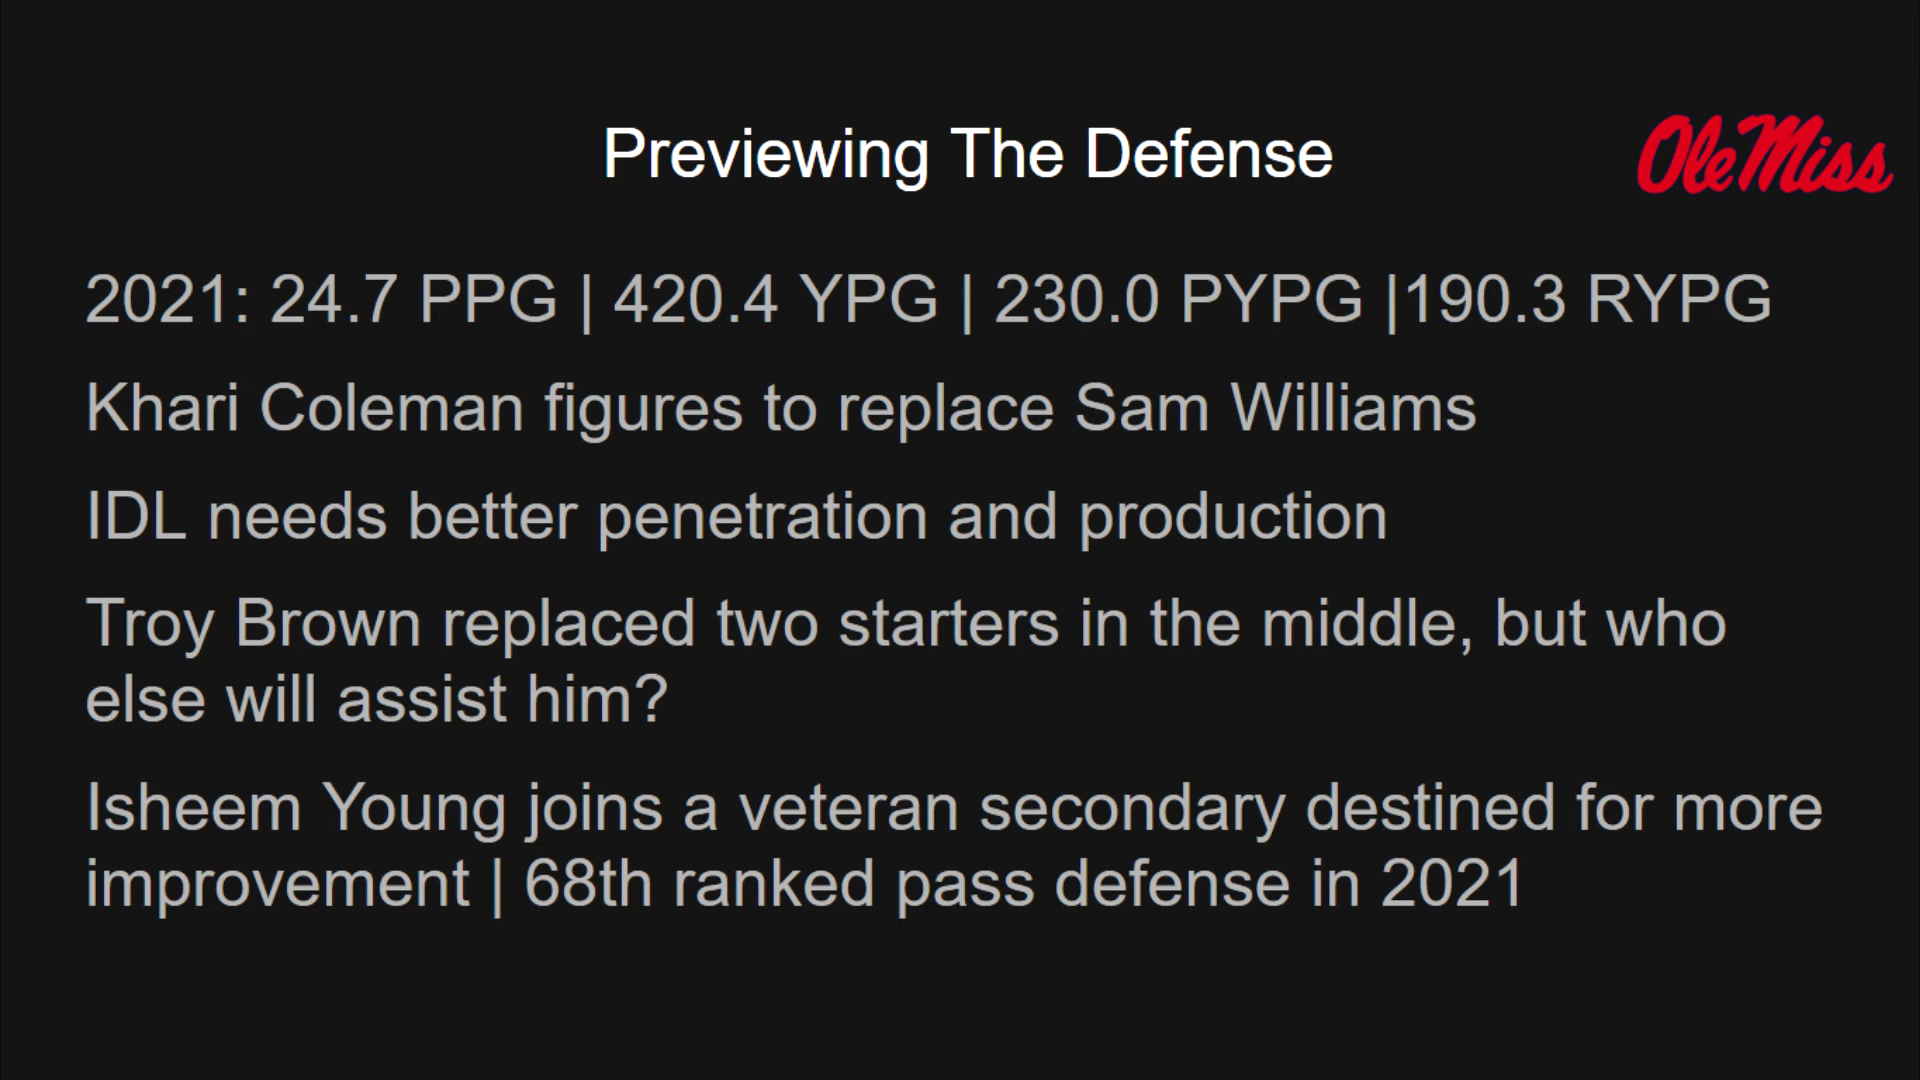 Previewing The Defense
Ole Miss
2021: 24.7 PPG | 420.4 YPG | 230.0 PYPG |190.3 RYPG
Khari Coleman figures to replace Sam Williams
IDL needs better penetration and production
Troy Brown replaced two starters in the middle, but who
else will assist him?
Isheem Young joins a veteran secondary destined for more
improvement | 68th ranked pass defense in 2021